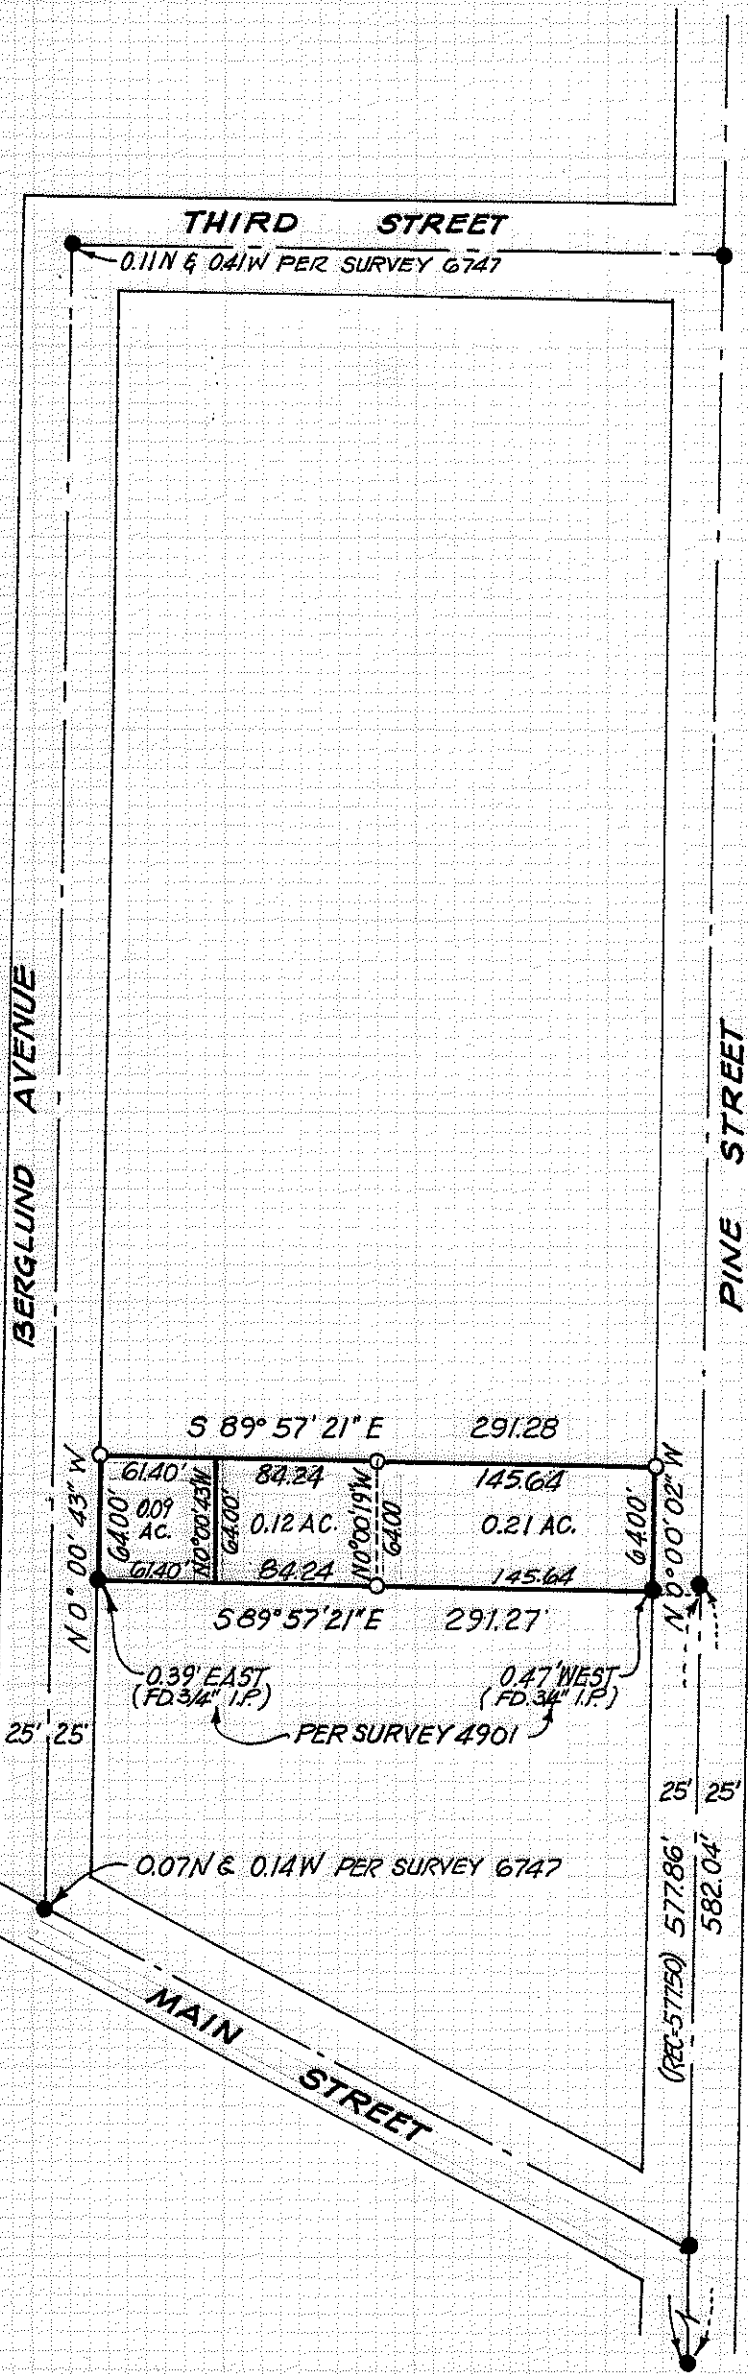 THIRD STREET
0.11N & 0.41W PER SURVEY 6747
BERGLUND AVENUE
PINE STREET
S 89° 57' 21" E 291.28
N 0° 00' 43" W
64.00'
61.40'
0.09
AC.
61.40'
N0°00'43"W
64.00'
84.24
0.12 AC.
84.24
N0°00'19"W
64.00
145.64
0.21 AC.
145.64
64.00'
N 0° 00' 02" W
S 89° 57' 21" E 291.27'
0.39' EAST
(FD. 3/4" I.P.)
0.47' WEST
(FD. 3/4" I.P.)
PER SURVEY 4901
25' 25'
25' 25'
0.07N & 0.14W PER SURVEY 6747
(REC=577.50) 577.86'
582.04'
MAIN STREET